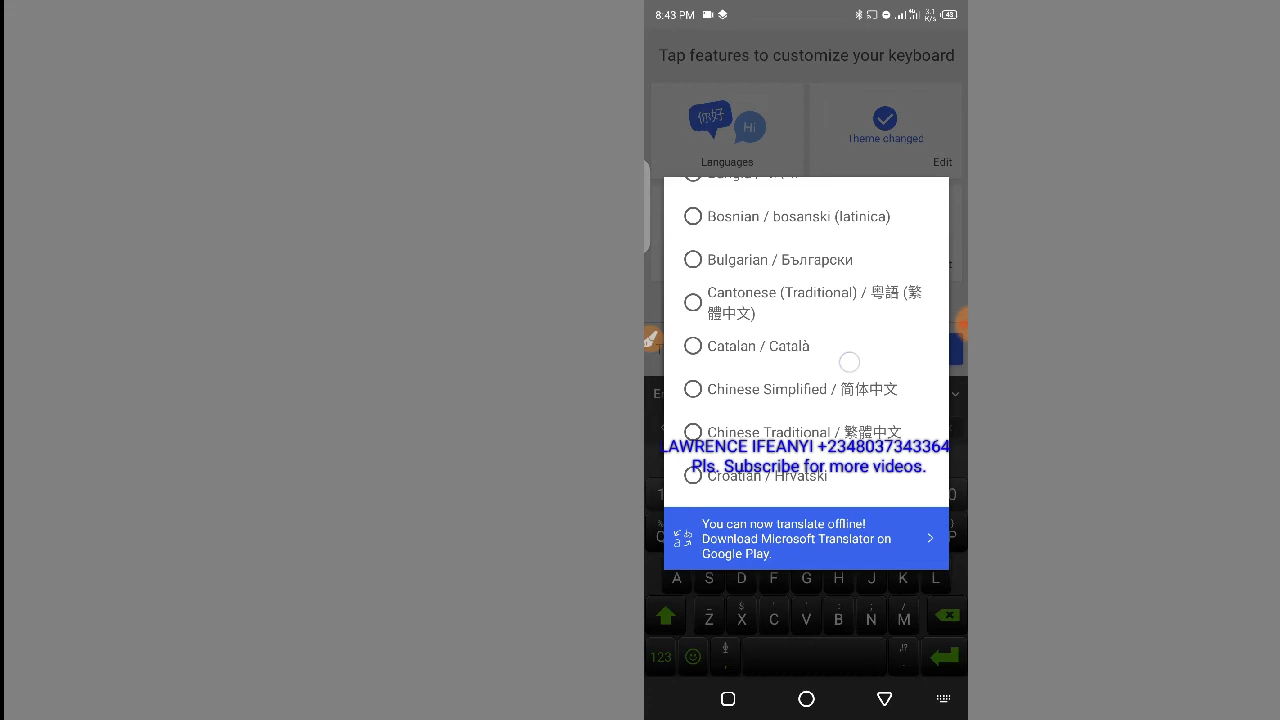 8:43 PM
3.1
K/s
43
Tap features to customize your keyboard
你好
Hi
Theme changed
Languages
Edit
Bosnian / bosanski (latinica)
Bulgarian / Български
Cantonese (Traditional) / 粵語 (繁
體中文)
Catalan / Català
Chinese Simplified / 简体中文
Chinese Traditional / 繁體中文
LAWRENCE IFEANYI +2348037343364
Pls. Subscribe for more videos.
Croatian / Hrvatski
You can now translate offline!
Download Microsoft Translator on
Google Play.
A S D F G H J K L
Z X C V B N M
123